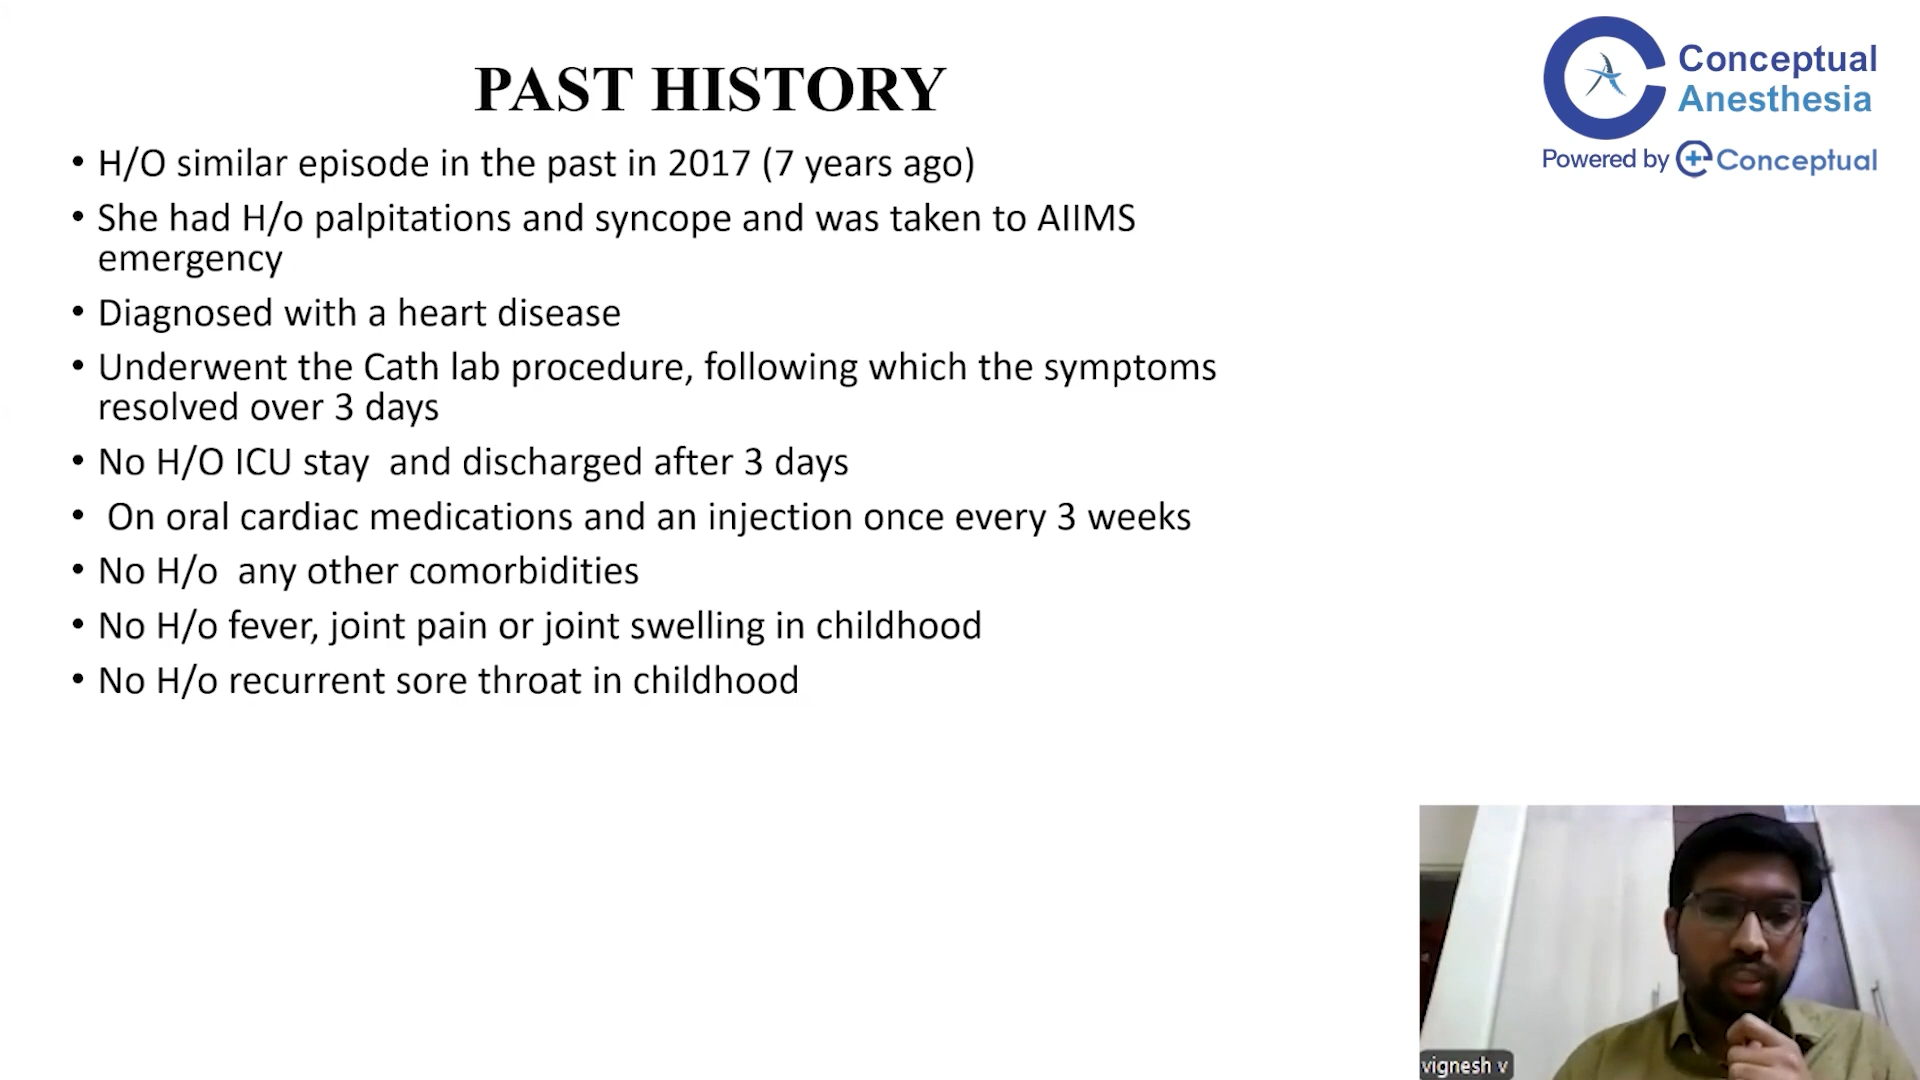 PAST HISTORY
• H/O similar episode in the past in 2017 (7 years ago)
• She had H/o palpitations and syncope and was taken to AIIMS
emergency
• Diagnosed with a heart disease
• Underwent the Cath lab procedure, following which the symptoms
resolved over 3 days
• No H/O ICU stay  and discharged after 3 days
•  On oral cardiac medications and an injection once every 3 weeks
• No H/o  any other comorbidities
• No H/o fever, joint pain or joint swelling in childhood
• No H/o recurrent sore throat in childhood
Conceptual
Anesthesia
Powered by Conceptual
vignesh v